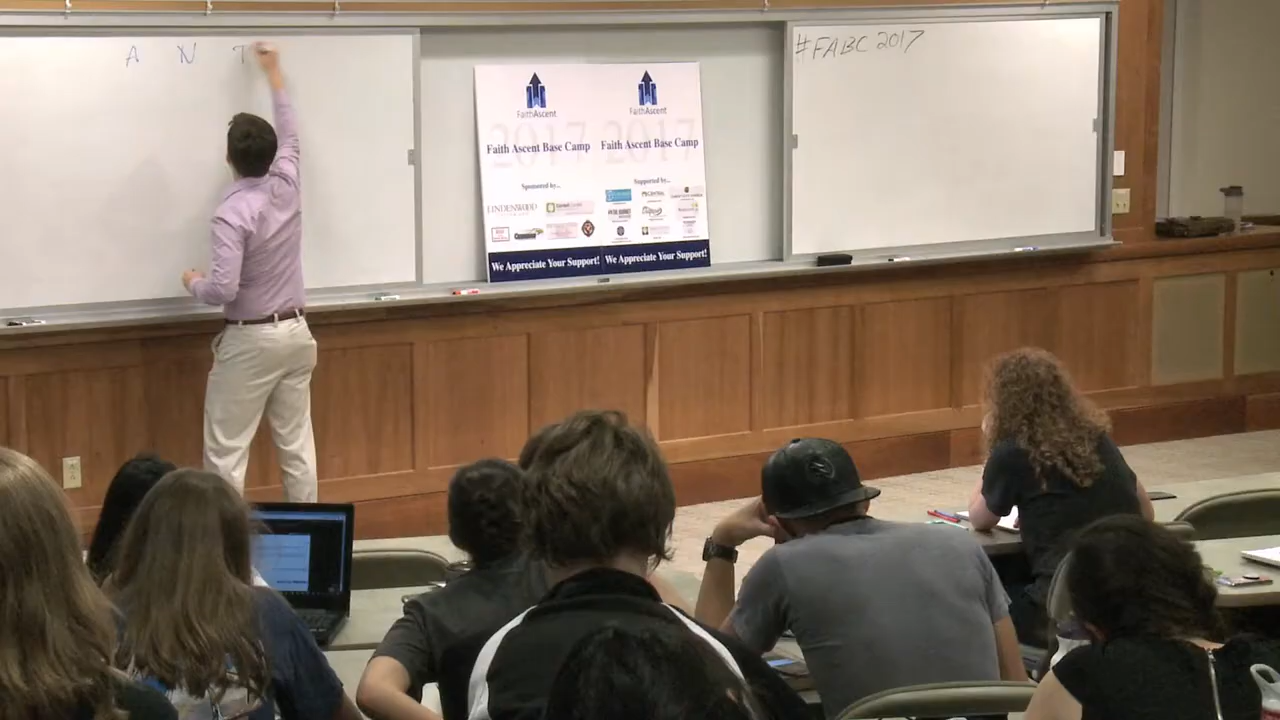 A N T
#FABC 2017
FaithAscent FaithAscent
2017 2017
Faith Ascent Base Camp Faith Ascent Base Camp
Sponsored by... Supported by...
LINDENWOOD
We Appreciate Your Support! We Appreciate Your Support!